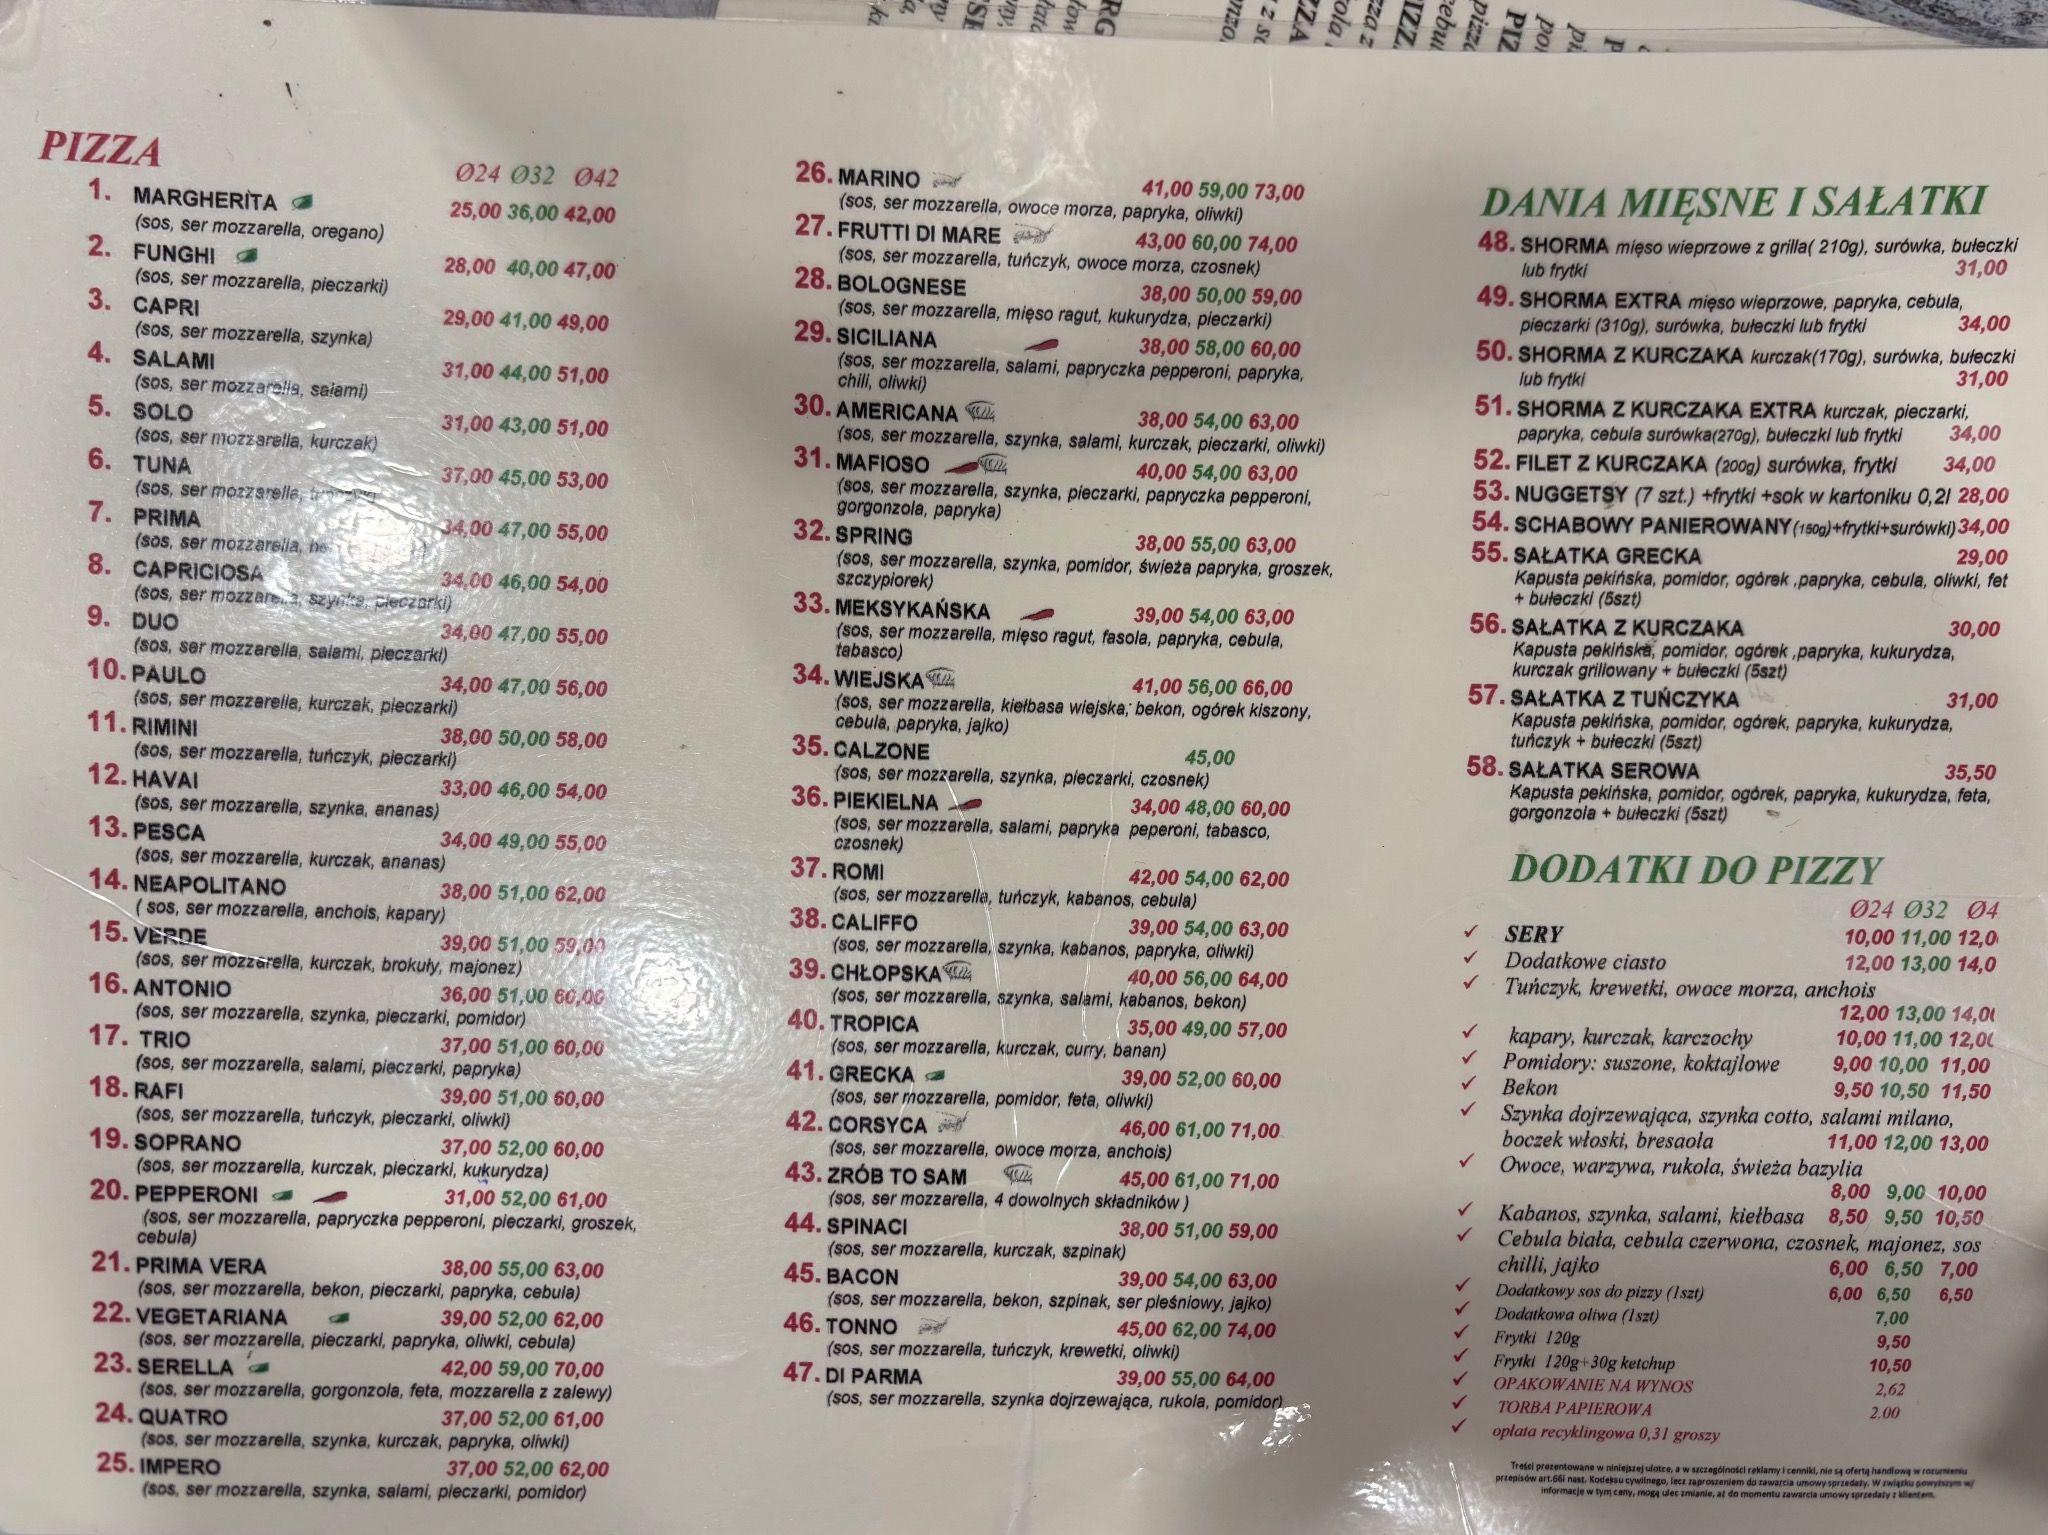 PIZZA
Ø24 Ø32 Ø42
1. MARGHERITA 25,00 36,00 42,00
(sos, ser mozzarella, oregano)
2. FUNGHI 28,00 40,00 47,00
(sos, ser mozzarella, pieczarki)
3. CAPRI 29,00 41,00 49,00
(sos, ser mozzarella, szynka)
4. SALAMI 31,00 44,00 51,00
(sos, ser mozzarella, salami)
5. SOLO 31,00 43,00 51,00
(sos, ser mozzarella, kurczak)
6. TUNA 37,00 45,00 53,00
(sos, ser mozzarella,
7. PRIMA 34,00 47,00 55,00
(sos, ser mozzarella,
8. CAPRICIOSA 34,00 46,00 54,00
(sos, ser mozzarella, szynka, pieczarki)
9. DUO 34,00 47,00 55,00
(sos, ser mozzarella, salami, pieczarki)
10. PAULO 34,00 47,00 56,00
(sos, ser mozzarella, kurczak, pieczarki)
11. RIMINI 38,00 50,00 58,00
(sos, ser mozzarella, tuńczyk, pieczarki)
12. HAVAI 33,00 46,00 54,00
(sos, ser mozzarella, szynka, ananas)
13. PESCA 34,00 49,00 55,00
(sos, ser mozzarella, kurczak, ananas)
14. NEAPOLITANO 38,00 51,00 62,00
( sos, ser mozzarella, anchois, kapary)
15. VERDE 39,00 51,00 59,00
(sos, ser mozzarella, kurczak, brokuły, majonez)
16. ANTONIO 36,00 51,00 60,00
(sos, ser mozzarella, szynka, pieczarki, pomidor)
17. TRIO 37,00 51,00 60,00
(sos, ser mozzarella, salami, pieczarki, papryka)
18. RAFI 39,00 51,00 60,00
(sos, ser mozzarella, tuńczyk, pieczarki, oliwki)
19. SOPRANO 37,00 52,00 60,00
(sos, ser mozzarella, kurczak, pieczarki, kukurydza)
20. PEPPERONI 31,00 52,00 61,00
(sos, ser mozzarella, papryczka pepperoni, pieczarki, groszek,
cebula)
21. PRIMA VERA 38,00 55,00 63,00
(sos, ser mozzarella, bekon, pieczarki, papryka, cebula)
22. VEGETARIANA 39,00 52,00 62,00
(sos, ser mozzarella, pieczarki, papryka, oliwki, cebula)
23. SERELLA 42,00 59,00 70,00
(sos, ser mozzarella, gorgonzola, feta, mozzarella z zalewy)
24. QUATRO 37,00 52,00 61,00
(sos, ser mozzarella, szynka, kurczak, papryka, oliwki)
25. IMPERO 37,00 52,00 62,00
(sos, ser mozzarella, szynka, salami, pieczarki, pomidor)
26. MARINO 41,00 59,00 73,00
(sos, ser mozzarella, owoce morza, papryka, oliwki)
27. FRUTTI DI MARE 43,00 60,00 74,00
(sos, ser mozzarella, tuńczyk, owoce morza, czosnek)
28. BOLOGNESE 38,00 50,00 59,00
(sos, ser mozzarella, mięso ragut, kukurydza, pieczarki)
29. SICILIANA 38,00 58,00 60,00
(sos, ser mozzarella, salami, papryczka pepperoni, papryka,
chili, oliwki)
30. AMERICANA 38,00 54,00 63,00
(sos, ser mozzarella, szynka, salami, kurczak, pieczarki, oliwki)
31. MAFIOSO 40,00 54,00 63,00
(sos, ser mozzarella, szynka, pieczarki, papryczka pepperoni,
gorgonzola, papryka)
32. SPRING 38,00 55,00 63,00
(sos, ser mozzarella, szynka, pomidor, świeża papryka, groszek,
szczypiorek)
33. MEKSYKAŃSKA 39,00 54,00 63,00
(sos, ser mozzarella, mięso ragut, fasola, papryka, cebula,
tabasco)
34. WIEJSKA 41,00 56,00 66,00
(sos, ser mozzarella, kiełbasa wiejska, bekon, ogórek kiszony,
cebula, papryka, jajko)
35. CALZONE 45,00
(sos, ser mozzarella, szynka, pieczarki, czosnek)
36. PIEKIELNA 34,00 48,00 60,00
(sos, ser mozzarella, salami, papryka peperoni, tabasco,
czosnek)
37. ROMI 42,00 54,00 62,00
(sos, ser mozzarella, tuńczyk, kabanos, cebula)
38. CALIFFO 39,00 54,00 63,00
(sos, ser mozzarella, szynka, kabanos, papryka, oliwki)
39. CHŁOPSKA 40,00 56,00 64,00
(sos, ser mozzarella, szynka, salami, kabanos, bekon)
40. TROPICA 35,00 49,00 57,00
(sos, ser mozzarella, kurczak, curry, banan)
41. GRECKA 39,00 52,00 60,00
(sos, ser mozzarella, pomidor, feta, oliwki)
42. CORSYCA 46,00 61,00 71,00
(sos, ser mozzarella, owoce morza, anchois)
43. ZRÓB TO SAM 45,00 61,00 71,00
(sos, ser mozzarella, 4 dowolnych składników )
44. SPINACI 38,00 51,00 59,00
(sos, ser mozzarella, kurczak, szpinak)
45. BACON 39,00 54,00 63,00
(sos, ser mozzarella, bekon, szpinak, ser pleśniowy, jajko)
46. TONNO 45,00 62,00 74,00
(sos, ser mozzarella, tuńczyk, krewetki, oliwki)
47. DI PARMA 39,00 55,00 64,00
(sos, ser mozzarella, szynka dojrzewająca, rukola, pomidor)
DANIA MIĘSNE I SAŁATKI
48. SHORMA mięso wieprzowe z grilla( 210g), surówka, bułeczki
lub frytki 31,00
49. SHORMA EXTRA mięso wieprzowe, papryka, cebula,
pieczarki (310g), surówka, bułeczki lub frytki 34,00
50. SHORMA Z KURCZAKA kurczak(170g), surówka, bułeczki
lub frytki 31,00
51. SHORMA Z KURCZAKA EXTRA kurczak, pieczarki,
papryka, cebula surówka(270g), bułeczki lub frytki 34,00
52. FILET Z KURCZAKA (200g) surówka, frytki 34,00
53. NUGGETSY (7 szt.) +frytki +sok w kartoniku 0,2l 28,00
54. SCHABOWY PANIEROWANY(150g)+frytki+surówki) 34,00
55. SAŁATKA GRECKA 29,00
Kapusta pekińska, pomidor, ogórek ,papryka, cebula, oliwki, fet
+ bułeczki (5szt)
56. SAŁATKA Z KURCZAKA 30,00
Kapusta pekińska, pomidor, ogórek ,papryka, kukurydza,
kurczak grillowany + bułeczki (5szt)
57. SAŁATKA Z TUŃCZYKA 31,00
Kapusta pekińska, pomidor, ogórek, papryka, kukurydza,
tuńczyk + bułeczki (5szt)
58. SAŁATKA SEROWA 35,50
Kapusta pekińska, pomidor, ogórek, papryka, kukurydza, feta,
gorgonzola + bułeczki (5szt)
DODATKI DO PIZZY
Ø24 Ø32 Ø4
✓ SERY 10,00 11,00 12,0
✓ Dodatkowe ciasto 12,00 13,00 14,0
✓ Tuńczyk, krewetki, owoce morza, anchois
12,00 13,00 14,00
✓ kapary, kurczak, karczochy 10,00 11,00 12,00
✓ Pomidory: suszone, koktajlowe 9,00 10,00 11,00
✓ Bekon 9,50 10,50 11,50
✓ Szynka dojrzewająca, szynka cotto, salami milano,
boczek włoski, bresaola 11,00 12,00 13,00
✓ Owoce, warzywa, rukola, świeża bazylia
8,00 9,00 10,00
✓ Kabanos, szynka, salami, kiełbasa 8,50 9,50 10,50
✓ Cebula biała, cebula czerwona, czosnek, majonez, sos
chilli, jajko 6,00 6,50 7,00
✓ Dodatkowy sos do pizzy (1szt) 6,00 6,50 6,50
✓ Dodatkowa oliwa (1szt) 7,00
✓ Frytki 120g 9,50
✓ Frytki 120g+30g ketchup 10,50
✓ OPAKOWANIE NA WYNOS 2,62
✓ TORBA PAPIEROWA 2.00
✓ opłata recyklingowa 0,31 groszy
Treści prezentowane w niniejszej ulotce, a w szczególności reklamy i cenniki, nie są ofertą handlową w rozumieniu
przepisów art.66i nast. Kodeksu cywilnego, lecz zaproszeniem do zawarcia umowy sprzedaży. W związku powyższym w/
informacje w tym ceny, mogą ulec zmianie, aż do momentu zawarcia umowy sprzedaży z klientem.